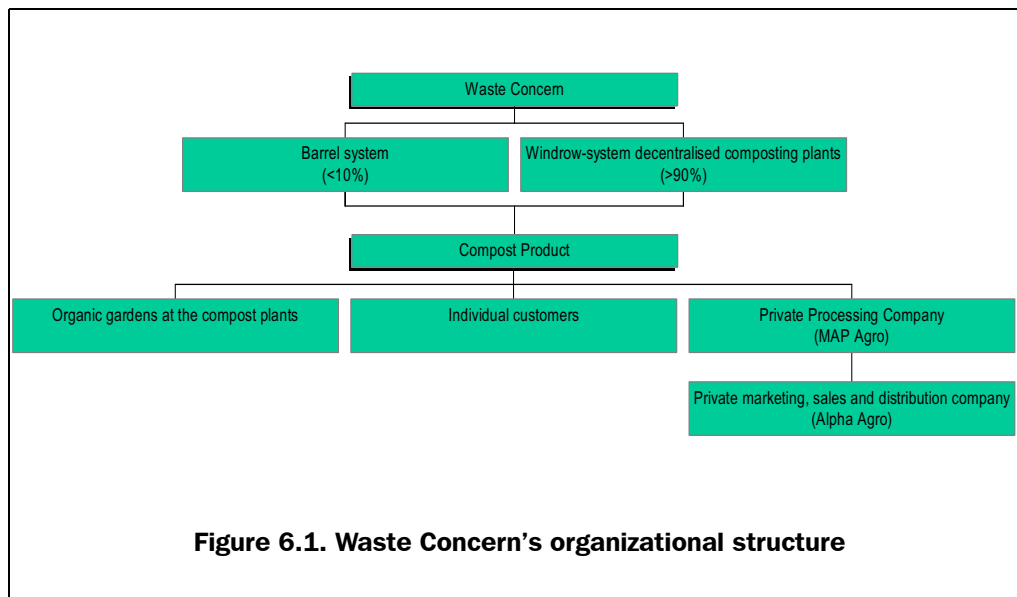 Waste Concern
Barrel system
(<10%)
Windrow-system decentralised composting plants
(>90%)
Compost Product
Organic gardens at the compost plants
Individual customers
Private Processing Company
(MAP Agro)
Private marketing, sales and distribution company
(Alpha Agro)
Figure 6.1. Waste Concern’s organizational structure